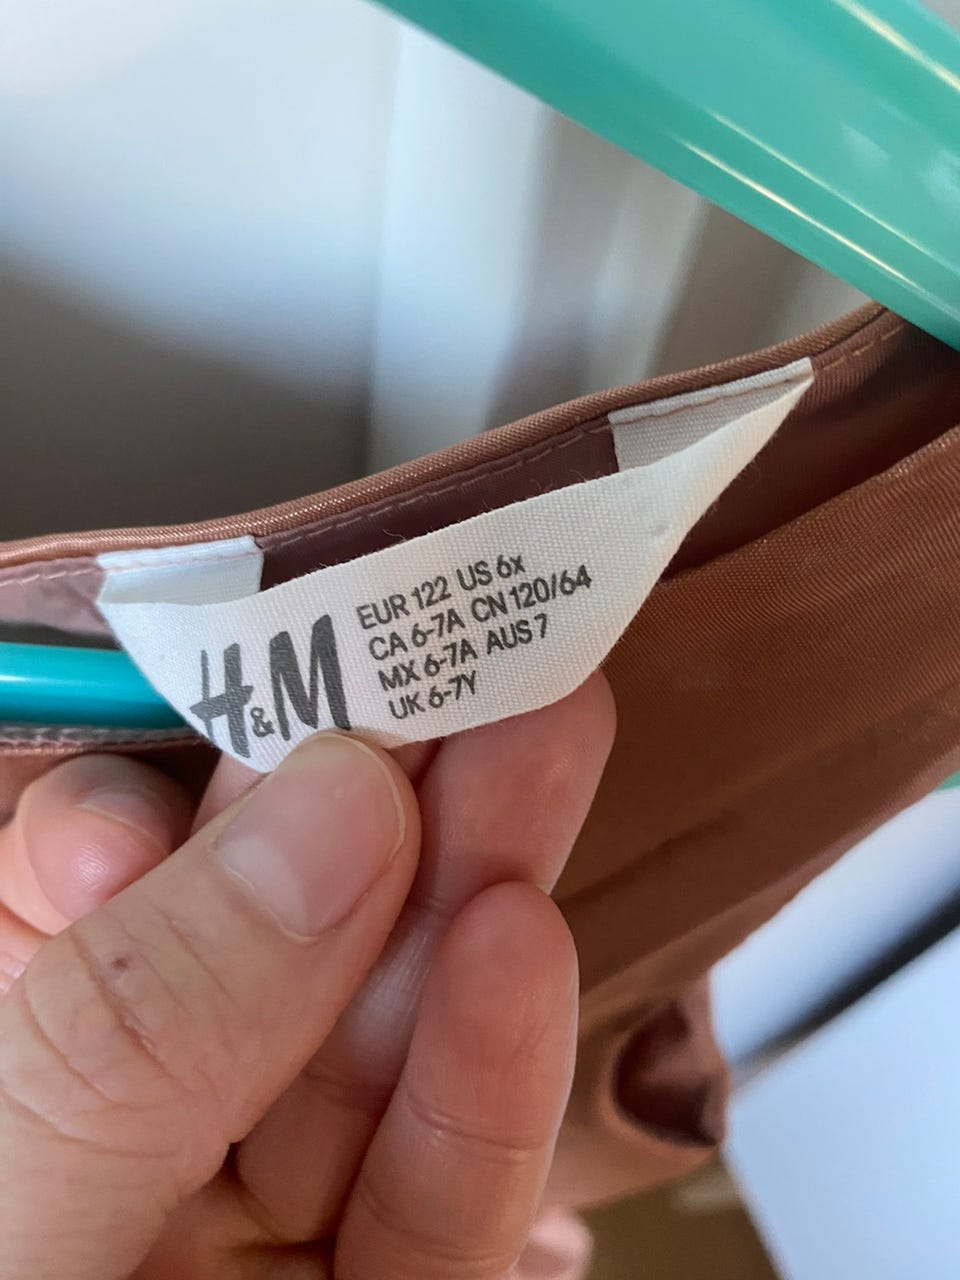 H&M
EUR 122 US 6x
CA 6-7A CN 120/64
MX 6-7A AUS 7
UK 6-7Y